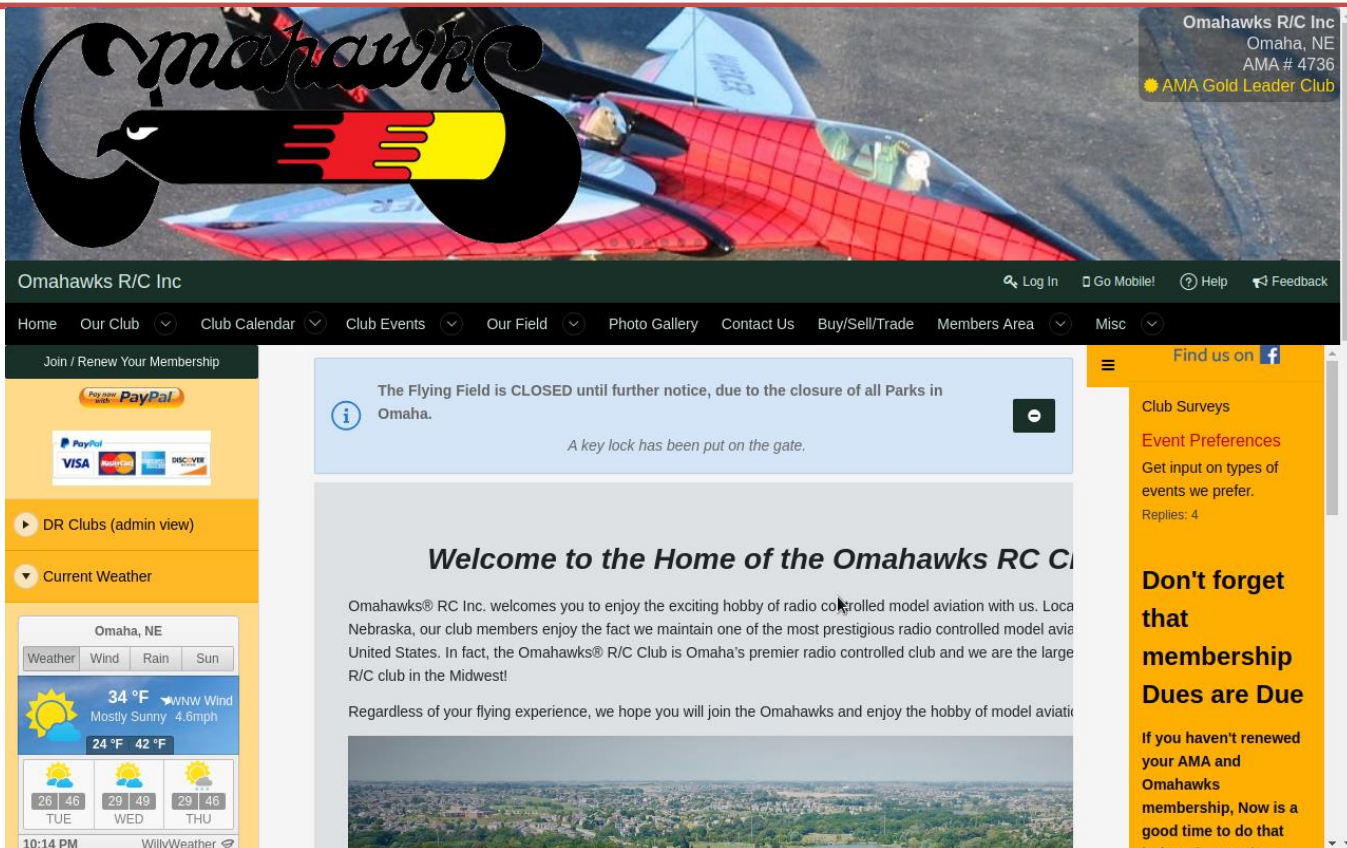 Omahawks
Omahawks R/C Inc
Omaha, NE
AMA # 4736
AMA Gold Leader Club
Omahawks R/C Inc
Log In
Go Mobile!
Help
Feedback
Home
Our Club
Club Calendar
Club Events
Our Field
Photo Gallery
Contact Us
Buy/Sell/Trade
Members Area
Misc
Join / Renew Your Membership
Pay now with PayPal
PayPal
VISA
MasterCard
DISCOVER
DR Clubs (admin view)
Current Weather
Omaha, NE
Weather Wind Rain Sun
34 °F WNW Wind
Mostly Sunny 4.6mph
24 °F 42 °F
26 46 29 49 29 46
TUE WED THU
10:14 PM WillyWeather
The Flying Field is CLOSED until further notice, due to the closure of all Parks in
Omaha.
A key lock has been put on the gate.
Welcome to the Home of the Omahawks RC
Omahawks® RC Inc. welcomes you to enjoy the exciting hobby of radio controlled model aviation with us. Loca
Nebraska, our club members enjoy the fact we maintain one of the most prestigious radio controlled model avia
United States. In fact, the Omahawks® R/C Club is Omaha's premier radio controlled club and we are the large
R/C club in the Midwest!
Regardless of your flying experience, we hope you will join the Omahawks and enjoy the hobby of model aviatio
Find us on f
Club Surveys
Event Preferences
Get input on types of
events we prefer.
Replies: 4
Don't forget
that
membership
Dues are Due
If you haven't renewed
your AMA and
Omahawks
membership, Now is a
good time to do that